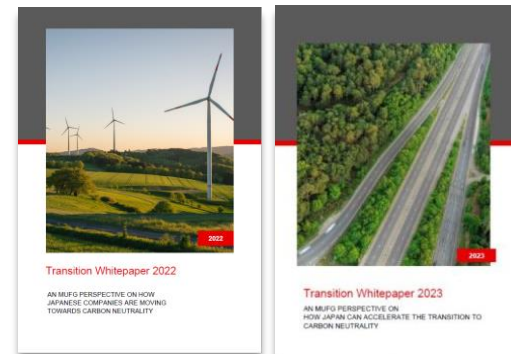 2022
Transition Whitepaper 2022
AN MUFG PERSPECTIVE ON HOW
JAPANESE COMPANIES ARE MOVING
TOWARDS CARBON NEUTRALITY
2023
Transition Whitepaper 2023
AN MUFG PERSPECTIVE ON
HOW JAPAN CAN ACCELERATE THE TRANSITION TO
CARBON NEUTRALITY